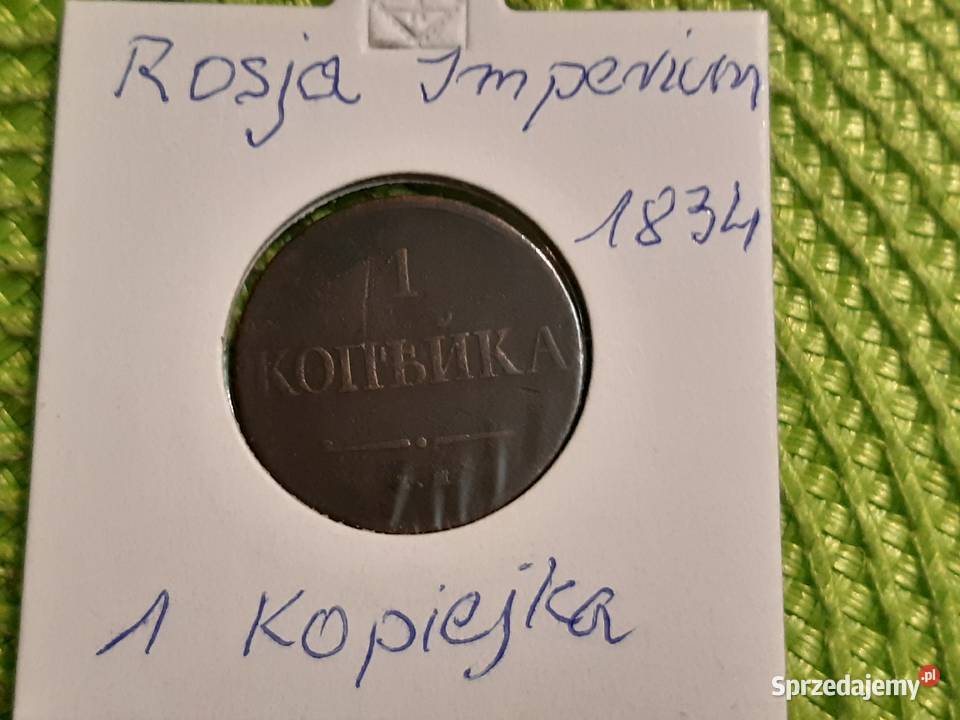 Rosja Imperium
1834
1
КОПѢЙКА
1 Kopiejka
Sprzedajemy.pl